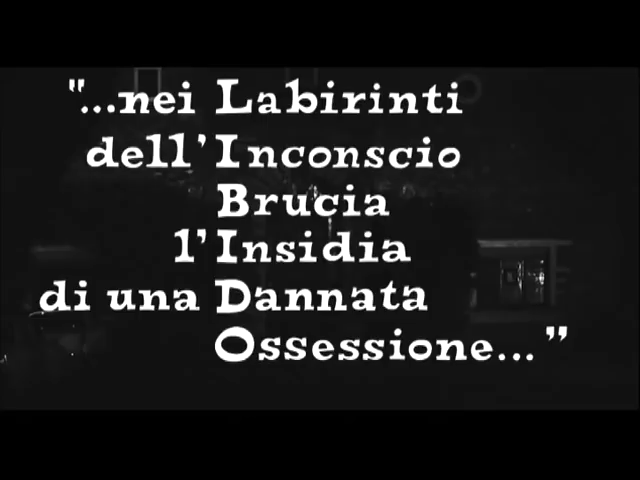 "...nei Labirinti
dell'Inconscio
Brucia
l'Insidia
di una Dannata
Ossessione..."